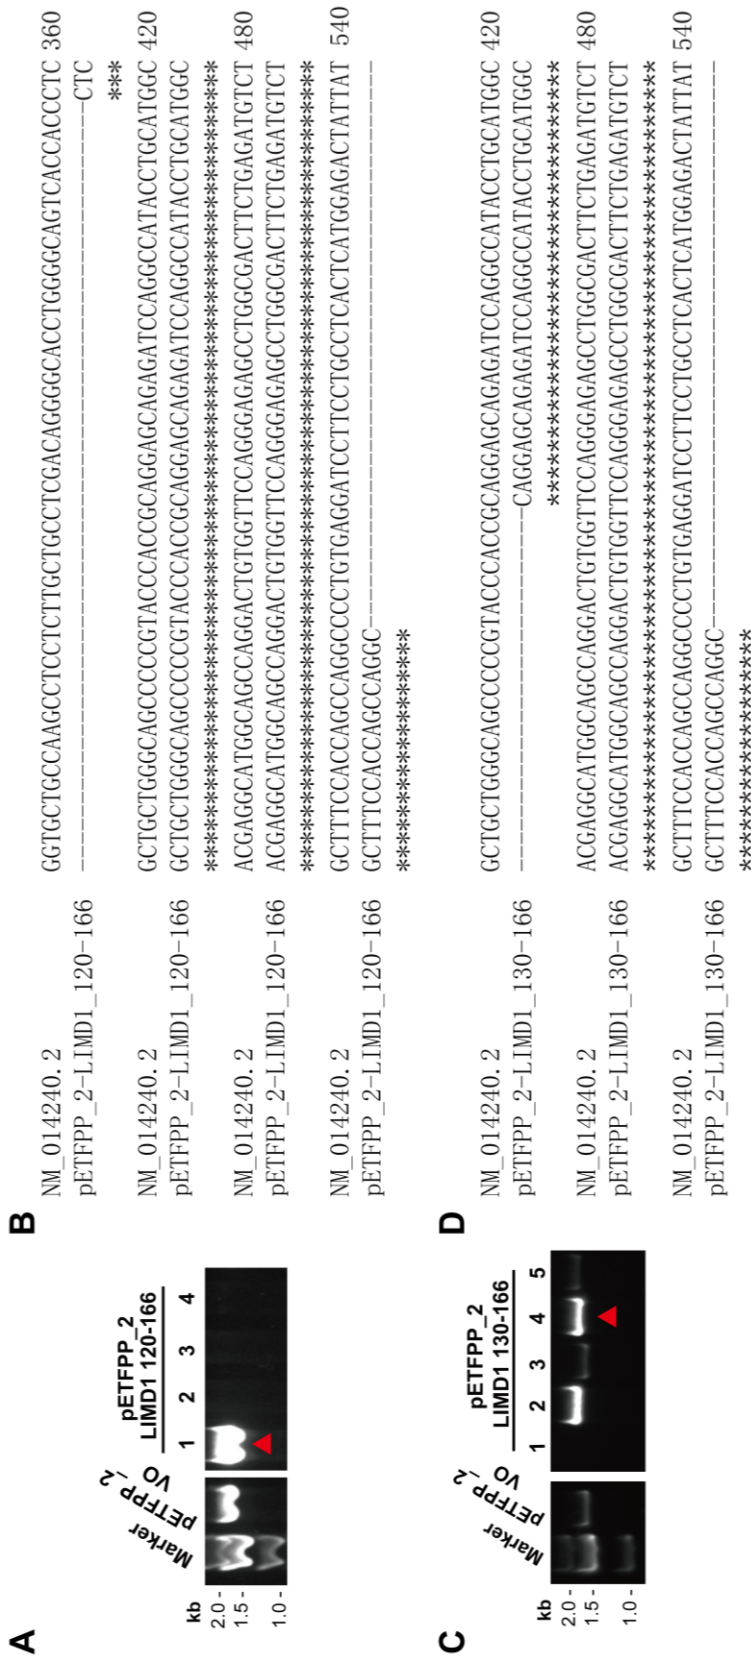 A
kb
2.0 -
1.5 -
1.0 -
Marker
pETFPP_2 VO
pETFPP_2
LIMD1 120-166
1 2 3 4
B
NM_014240.2 GGTGCTGCCAAGCCTCCTCTTGCTGCCTCGACAGGGGCACCTGGGGCAGTCACCACCCTC 360
pETFPP_2-LIMD1_120-166 ---------------------------------------------------------CTC
***
NM_014240.2 GCTGCTGGGCAGCCCCCGTACCCACCGCAGGAGCAGAGATCCAGGCCATACCTGCATGGC 420
pETFPP_2-LIMD1_120-166 GCTGCTGGGCAGCCCCCGTACCCACCGCAGGAGCAGAGATCCAGGCCATACCTGCATGGC
************************************************************
NM_014240.2 ACGAGGCATGGCAGCCAGGACTGTGGTTCCAGGGAGAGCCTGGCGACTTCTGAGATGTCT 480
pETFPP_2-LIMD1_120-166 ACGAGGCATGGCAGCCAGGACTGTGGTTCCAGGGAGAGCCTGGCGACTTCTGAGATGTCT
************************************************************
NM_014240.2 GCTTTCCACCAGCCAGGCCCCTGTGAGGATCCTTCCTGCCTCACTCATGGAGACTATTAT 540
pETFPP_2-LIMD1_120-166 GCTTTCCACCAGCCAGGC------------------------------------------
******************
C
kb
2.0 -
1.5 -
1.0 -
Marker
pETFPP_2 VO
pETFPP_2
LIMD1 130-166
1 2 3 4 5
D
NM_014240.2 GCTGCTGGGCAGCCCCCGTACCCACCGCAGGAGCAGAGATCCAGGCCATACCTGCATGGC 420
pETFPP_2-LIMD1_130-166 ---------------------------CAGGAGCAGAGATCCAGGCCATACCTGCATGGC
*********************************
NM_014240.2 ACGAGGCATGGCAGCCAGGACTGTGGTTCCAGGGAGAGCCTGGCGACTTCTGAGATGTCT 480
pETFPP_2-LIMD1_130-166 ACGAGGCATGGCAGCCAGGACTGTGGTTCCAGGGAGAGCCTGGCGACTTCTGAGATGTCT
************************************************************
NM_014240.2 GCTTTCCACCAGCCAGGCCCCTGTGAGGATCCTTCCTGCCTCACTCATGGAGACTATTAT 540
pETFPP_2-LIMD1_130-166 GCTTTCCACCAGCCAGGC------------------------------------------
******************